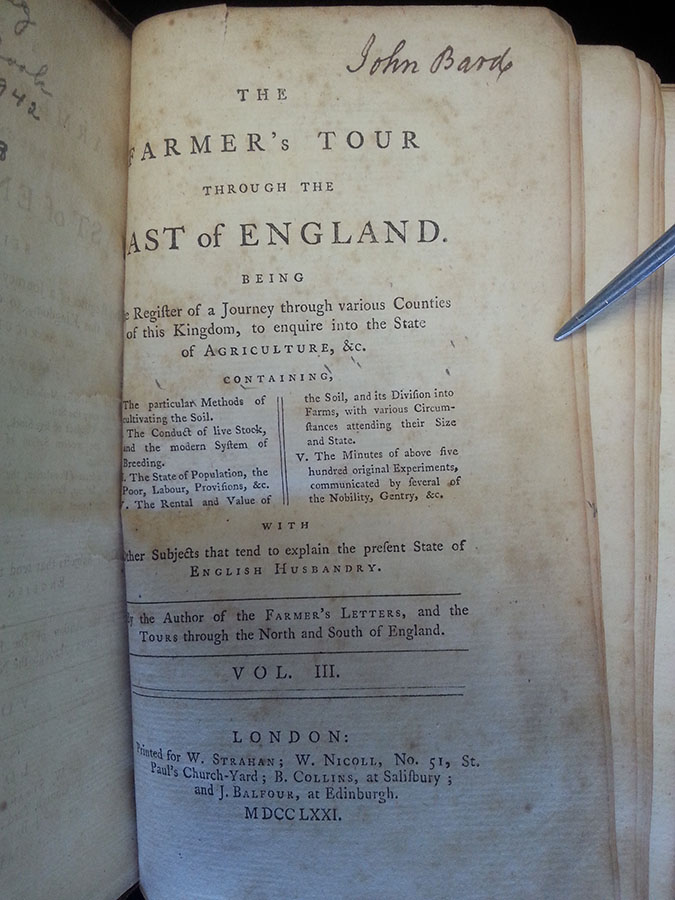 John Bard
THE
FARMER's TOUR
THROUGH THE
EAST of ENGLAND.
BEING
Regiſter of a Journey through various Counties
of this Kingdom, to enquire into the State
of AGRICULTURE, &c.
CONTAINING,
The particular Methods of
cultivating the Soil.
The Conduct of live Stock,
and the modern Syſtem of
Breeding.
The State of Population, the
Poor, Labour, Proviſions, &c.
The Rental and Value of
the Soil, and its Diviſion into
Farms, with various Circum-
ſtances attending their Size
and State.
V. The Minutes of above five
hundred original Experiments,
communicated by ſeveral of
the Nobility, Gentry, &c.
WITH
other Subjects that tend to explain the preſent State of
ENGLISH HUSBANDRY.
By the Author of the FARMER'S LETTERS, and the
TOURS through the North and South of England.
VOL. III.
LONDON:
Printed for W. STRAHAN; W. NICOLL, No. 51, St.
Paul's Church-Yard; B. COLLINS, at Saliſbury;
and J. BALFOUR, at Edinburgh.
MDCCLXXI.